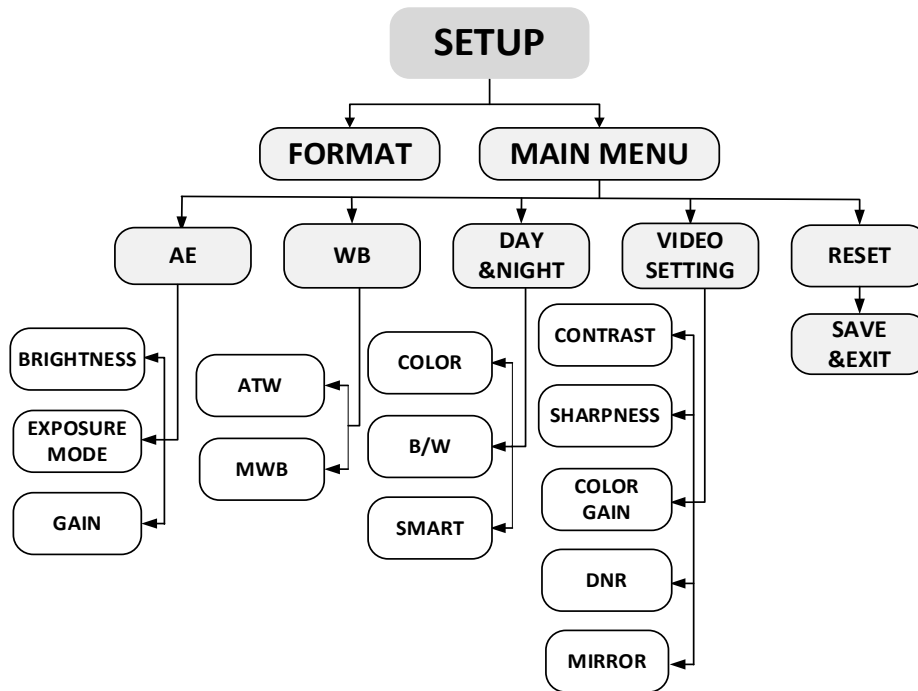 SETUP
FORMAT
MAIN MENU
AE
WB
DAY
&NIGHT
VIDEO
SETTING
RESET
BRIGHTNESS
EXPOSURE
MODE
GAIN
ATW
MWB
COLOR
B/W
SMART
CONTRAST
SHARPNESS
COLOR
GAIN
DNR
MIRROR
SAVE
&EXIT